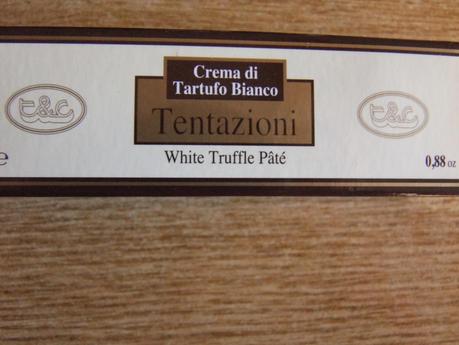 Crema di
Tartufo Bianco
Tentazioni
White Truffle Pâté
T&C
T&C
e
0,88 oz